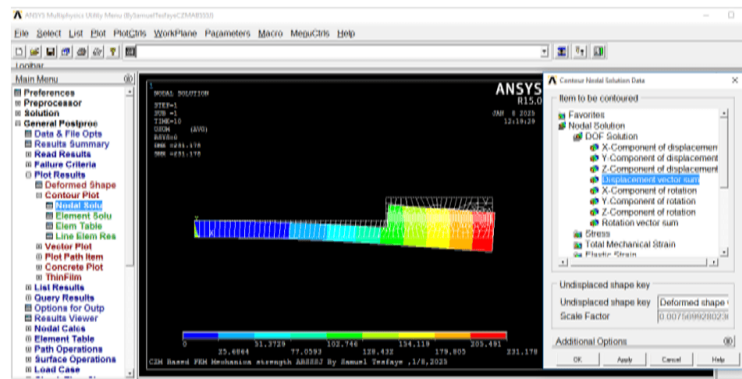 ANSYS Multiphysics Utility Menu (BySamuelTesfayeCZMABSSSJ)
File Select List Plot PlotCtrls WorkPlane Parameters Macro MenuCtrls Help
Toolbar
Main Menu
Preferences
Preprocessor
Solution
General Postproc
Data & File Opts
Results Summary
Read Results
Failure Criteria
Plot Results
Deformed Shape
Contour Plot
Nodal Solu
Element Solu
Elem Table
Line Elem Res
Vector Plot
Plot Path Item
Concrete Plot
ThinFilm
List Results
Query Results
Options for Outp
Results Viewer
Nodal Calcs
Element Table
Path Operations
Surface Operations
Load Case
1
NODAL SOLUTION
STEP=1
SUB =1
TIME=10
USUM (AVG)
RSYS=0
DMX =231.178
SMX =231.178
ANSYS
R15.0
JAN 8 2025
12:19:29
Y
X
0
25.6864
31.3729
77.0593
102.746
128.432
154.119
179.805
205.491
231.178
CZM Based FEM Mechanism strength ABSSSJ By Samuel Tesfaye ,1/8,2025
Contour Nodal Solution Data
Item to be contoured
Favorites
Nodal Solution
DOF Solution
X-Component of displacemen
Y-Component of displacemen
Z-Component of displacemen
Displacement vector sum
X-Component of rotation
Y-Component of rotation
Z-Component of rotation
Rotation vector sum
Stress
Total Mechanical Strain
Elastic Strain
Undisplaced shape key
Undisplaced shape key Deformed shape
Scale Factor
Additional Options
OK Apply Cancel Help